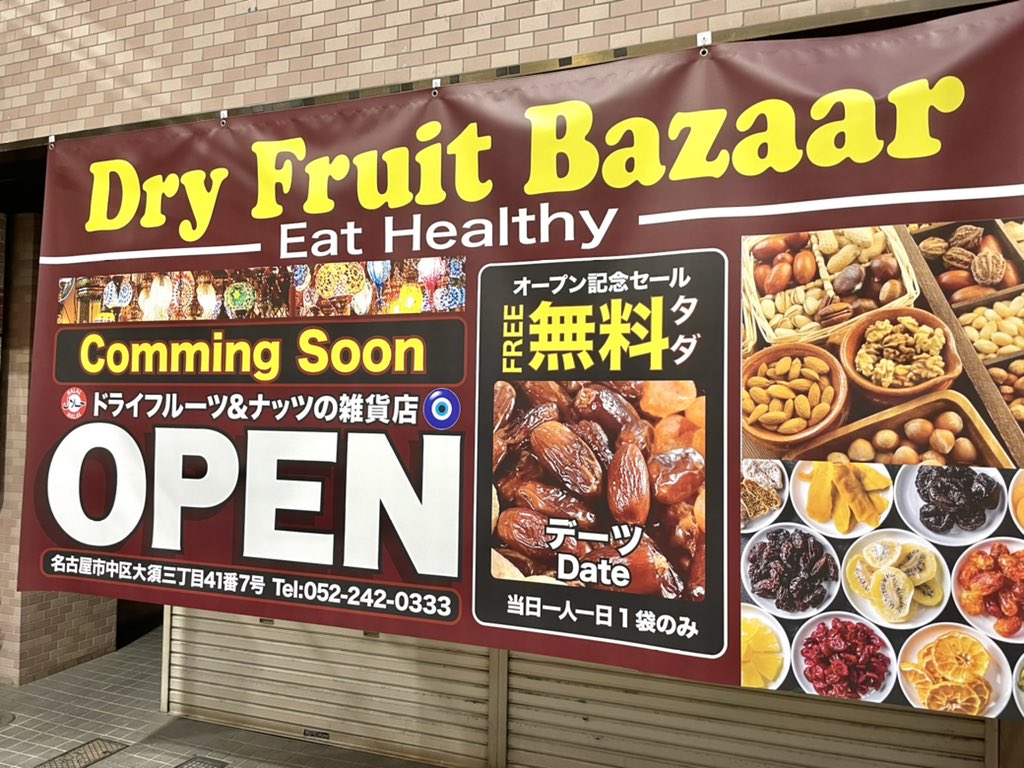 Dry Fruit Bazaar
Eat Healthy
Comming Soon
ドライフルーツ&ナッツの雑貨店
OPEN
名古屋市中区大須三丁目41番7号 Tel:052-242-0333
オープン記念セール
FREE 無料 タダ
デーツ
Date
当日一人一日1袋のみ